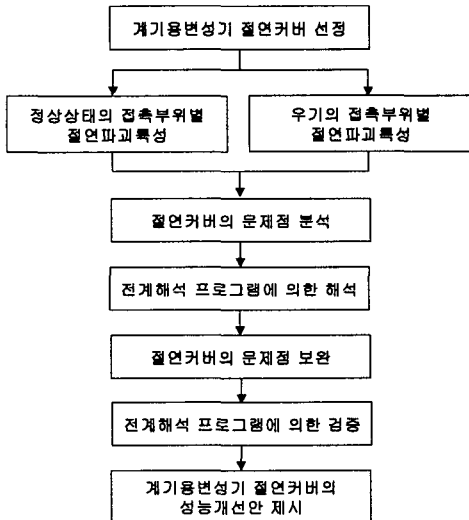 계기용변성기 절연커버 선정
정상상태의 접촉부위별
절연파괴특성
우기의 접촉부위별
절연파괴특성
절연커버의 문제점 분석
전계해석 프로그램에 의한 해석
절연커버의 문제점 보완
전계해석 프로그램에 의한 검증
계기용변성기 절연커버의
성능개선안 제시